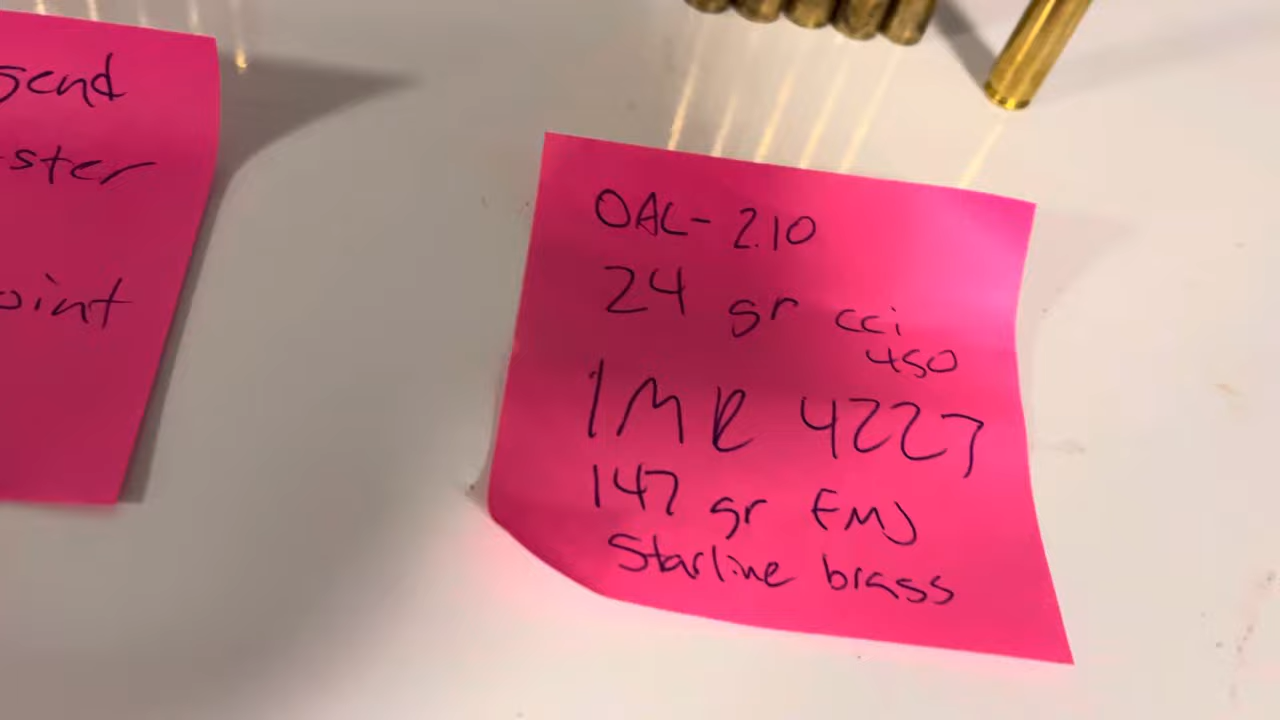 send
ster
oint
OAL- 2.10
24 gr cci
450
IMR 4227
147 gr FMJ
Starline brass